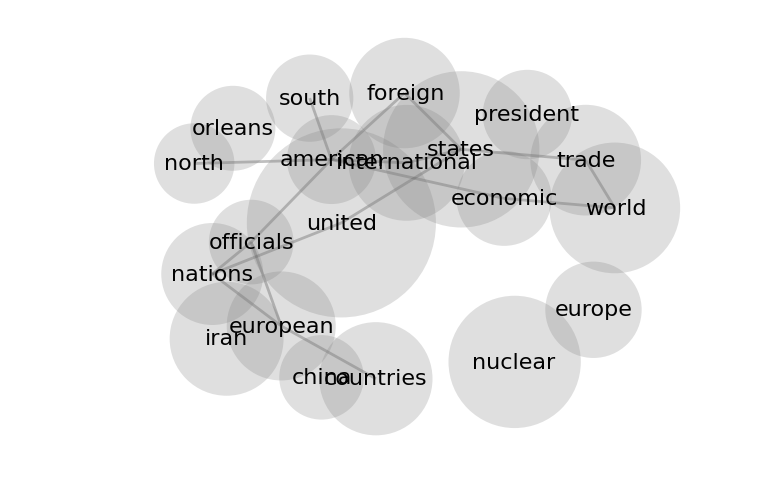 foreign
south
president
orleans
states
american
trade
international
north
economic
world
united
officials
nations
europe
european
iran
nuclear
china
countries